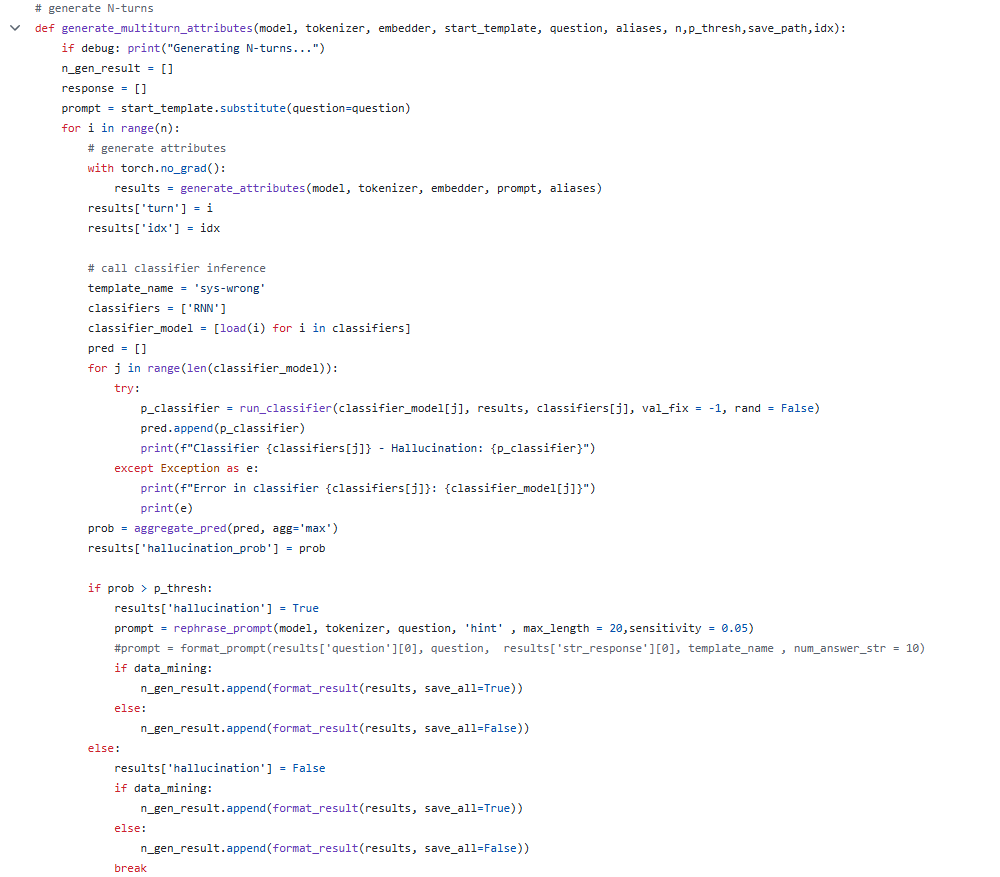 # generate N-turns
def generate_multiturn_attributes(model, tokenizer, embedder, start_template, question, aliases, n,p_thresh,save_path,idx):
    if debug: print("Generating N-turns...")
    n_gen_result = []
    response = []
    prompt = start_template.substitute(question=question)
    for i in range(n):
        # generate attributes
        with torch.no_grad():
            results = generate_attributes(model, tokenizer, embedder, prompt, aliases)
        results['turn'] = i
        results['idx'] = idx

        # call classifier inference
        template_name = 'sys-wrong'
        classifiers = ['RNN']
        classifier_model = [load(i) for i in classifiers]
        pred = []
        for j in range(len(classifier_model)):
            try:
                p_classifier = run_classifier(classifier_model[j], results, classifiers[j], val_fix = -1, rand = False)
                pred.append(p_classifier)
                print(f"Classifier {classifiers[j]} - Hallucination: {p_classifier}")
            except Exception as e:
                print(f"Error in classifier {classifiers[j]}: {classifier_model[j]}")
                print(e)
        prob = aggregate_pred(pred, agg='max')
        results['hallucination_prob'] = prob

        if prob > p_thresh:
            results['hallucination'] = True
            prompt = rephrase_prompt(model, tokenizer, question, 'hint' , max_length = 20,sensitivity = 0.05)
            #prompt = format_prompt(results['question'][0], question,  results['str_response'][0], template_name , num_answer_str = 10)
            if data_mining:
                n_gen_result.append(format_result(results, save_all=True))
            else:
                n_gen_result.append(format_result(results, save_all=False))
        else:
            results['hallucination'] = False
            if data_mining:
                n_gen_result.append(format_result(results, save_all=True))
            else:
                n_gen_result.append(format_result(results, save_all=False))
            break